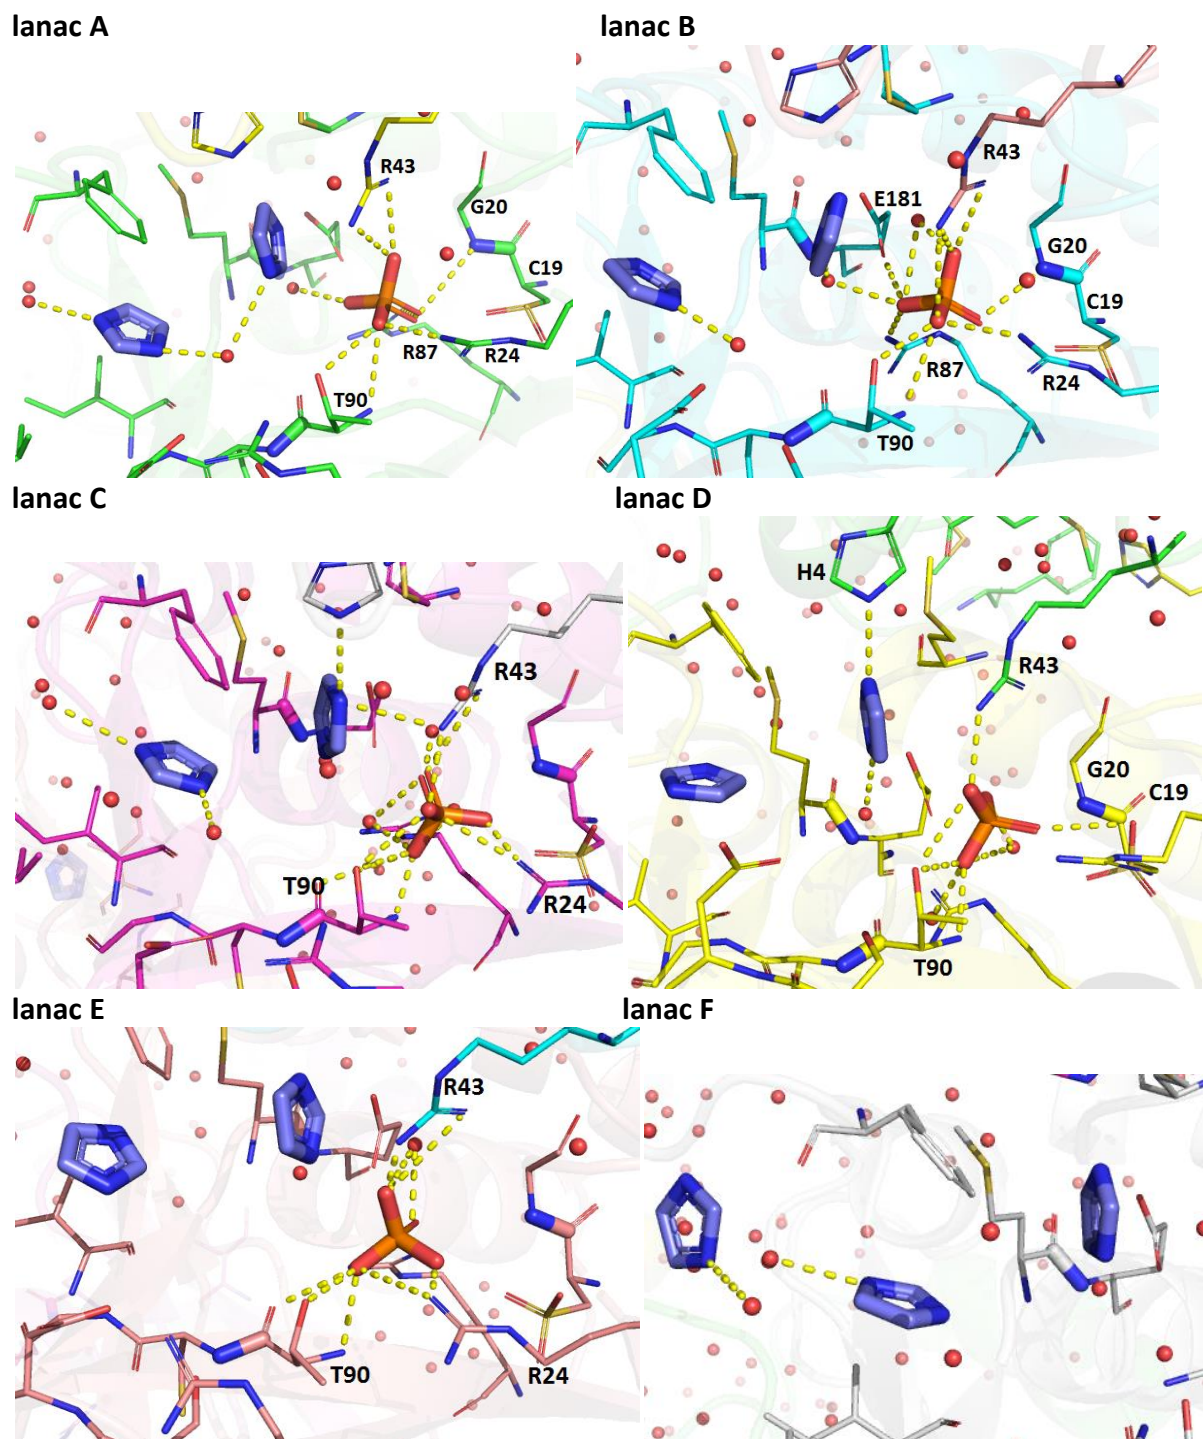 lanac A
lanac B
R43
G20
C19
R87
R24
T90
R43
E181
G20
C19
R87
R24
T90
lanac C
lanac D
R43
T90
R24
H4
R43
G20
C19
T90
lanac E
lanac F
R43
T90
R24